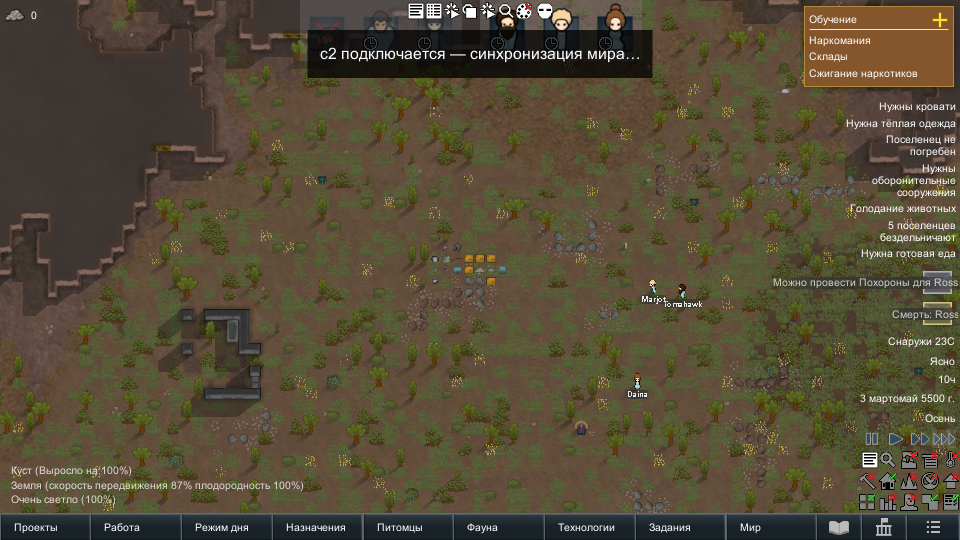 0
с2 подключается — синхронизация мира…
Обучение
Наркомания
Склады
Сжигание наркотиков
Нужны кровати
Нужна тёплая одежда
Поселенец не
погребён
Нужны
оборонительные
сооружения
Голодание животных
5 поселенцев
бездельничают
Нужна готовая еда
Можно провести Похороны для Ross
Смерть: Ross
Marjot
Tomahawk
Daina
Снаружи 23C
Ясно
10ч
3 мартомай 5500 г.
Осень
Куст (Выросло на 100%)
Земля (скорость передвижения 87% плодородность 100%)
Очень светло (100%)
Проекты
Работа
Режим дня
Назначения
Питомцы
Фауна
Технологии
Задания
Мир